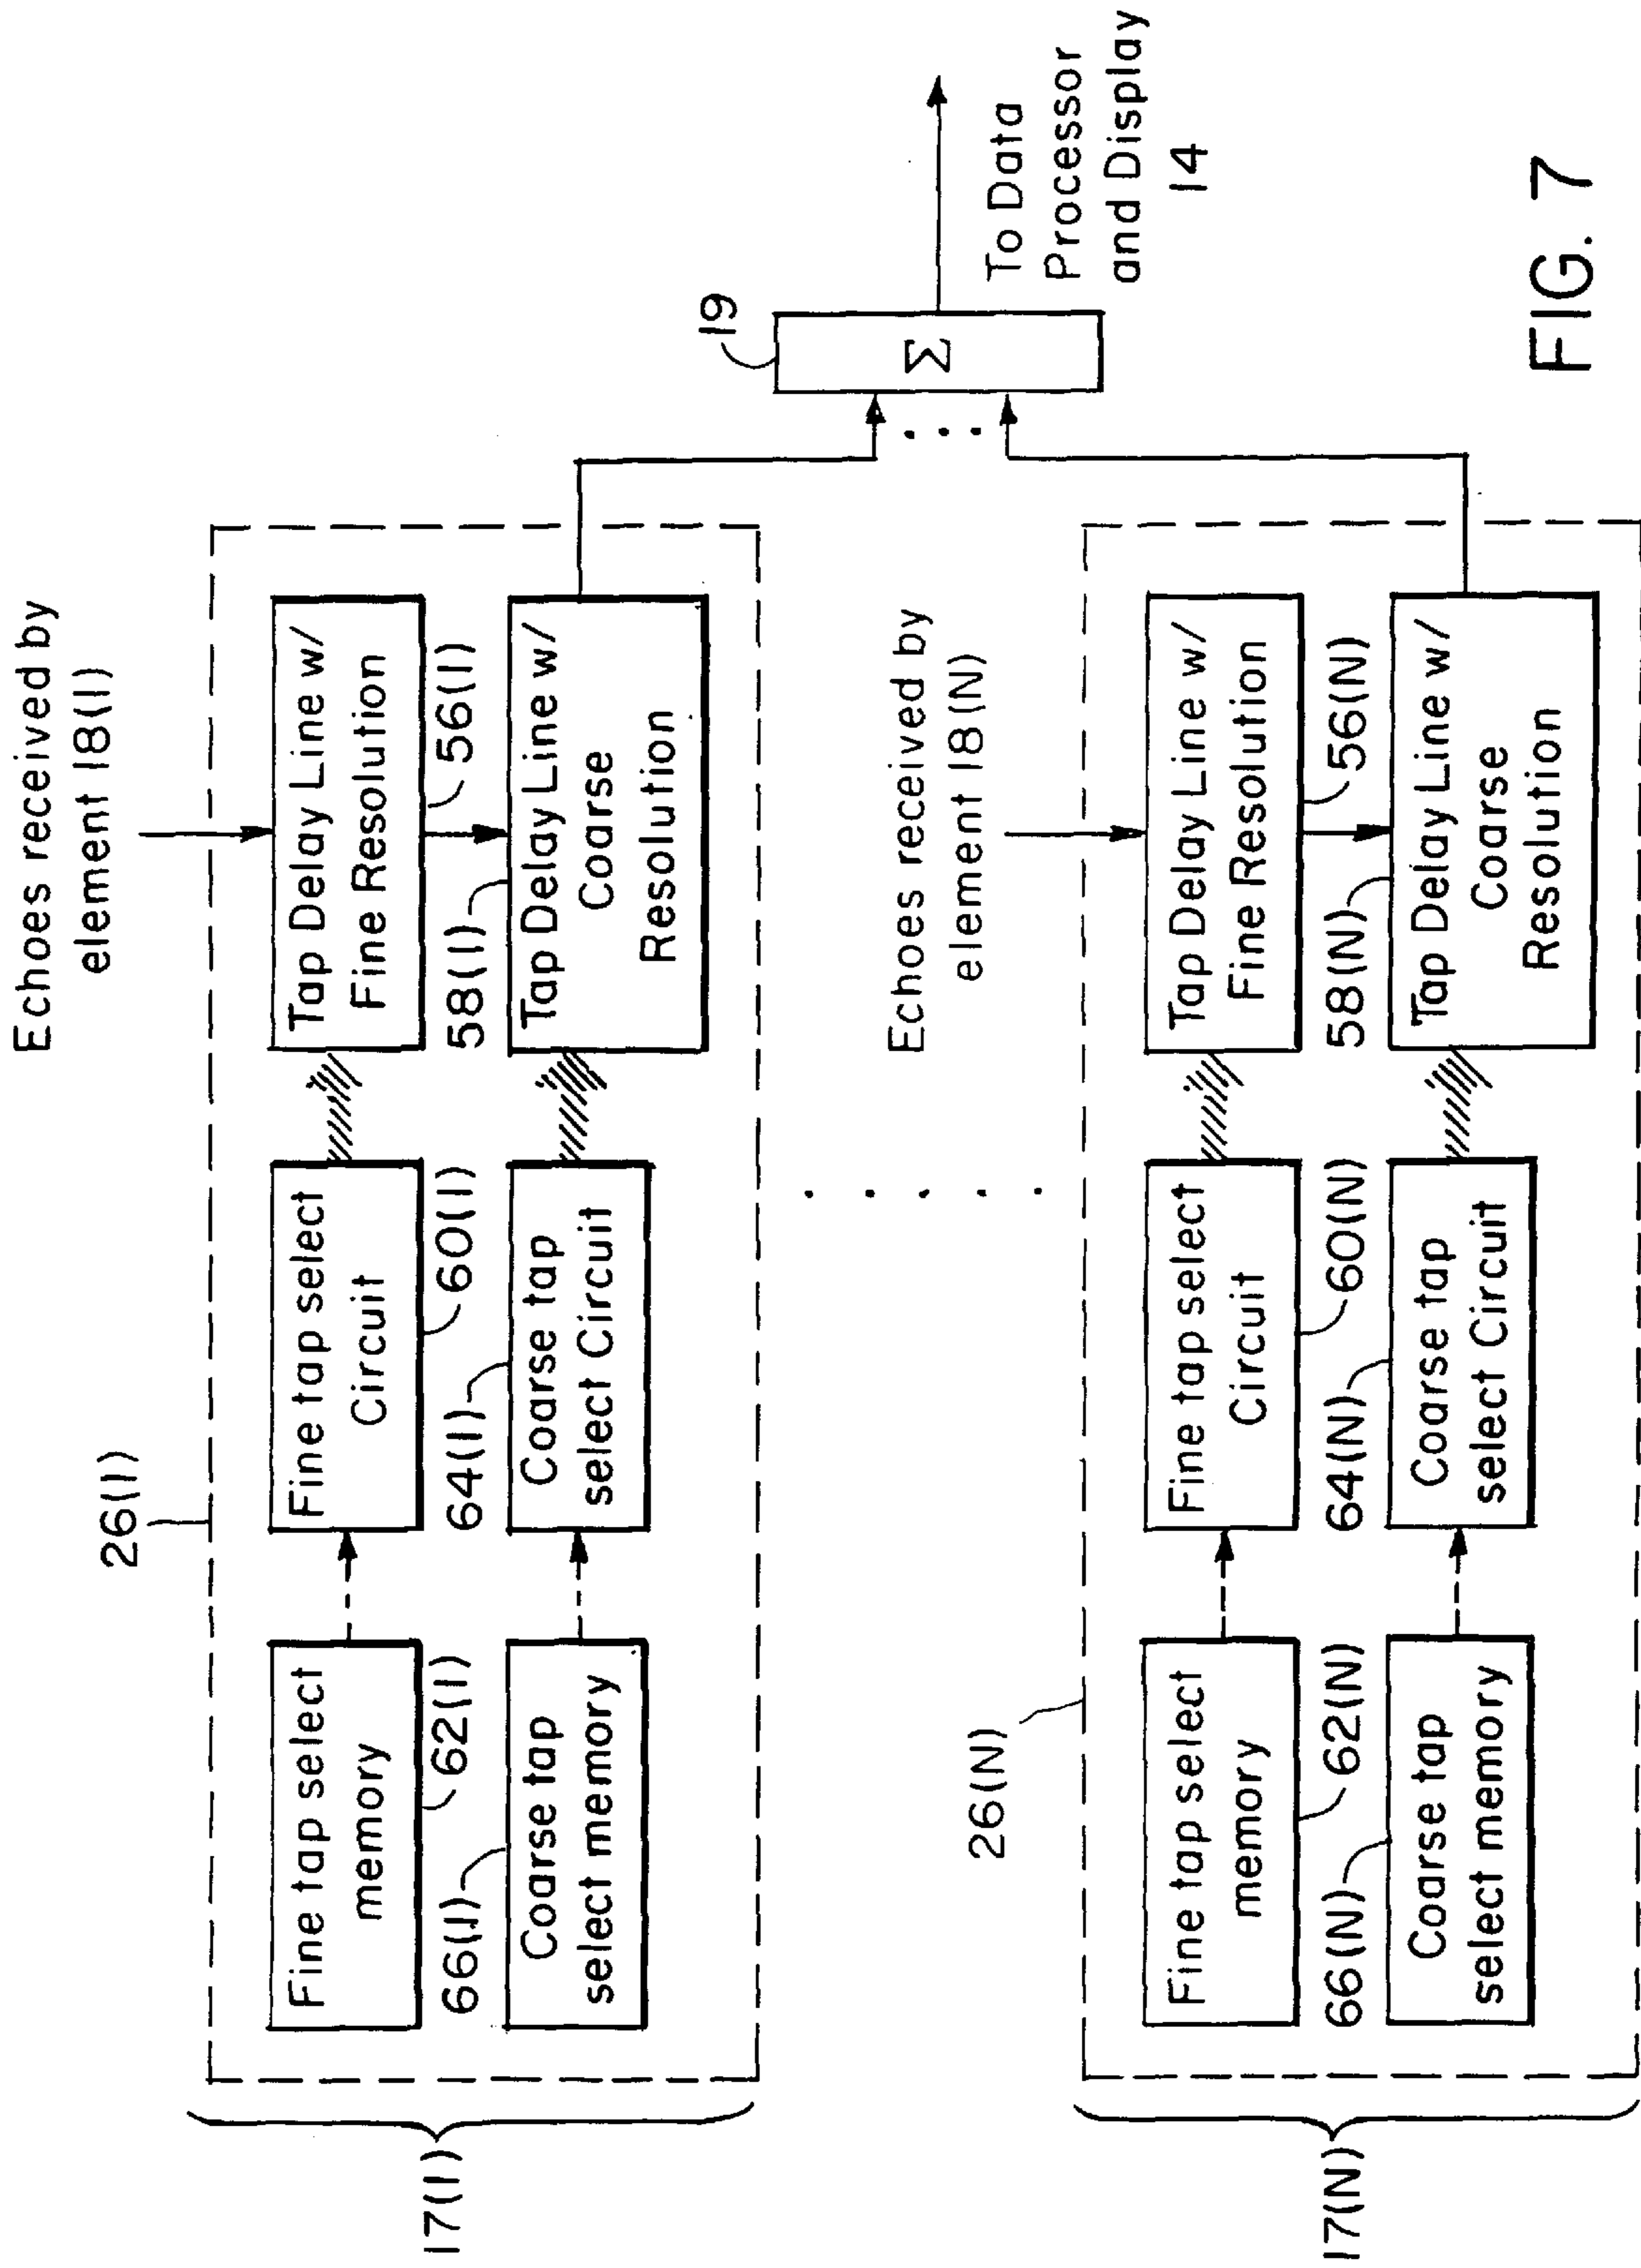 Echoes received by
element 18(1)
26(1)
Fine tap select
memory
62(1)
Fine tap select
Circuit
60(1)
Tap Delay Line w/
Fine Resolution
56(1)
66(1)
Coarse tap
select memory
64(1)
Coarse tap
select Circuit
58(1)
Tap Delay Line w/
Coarse
Resolution
17(1)
19
Σ
To Data
Processor
and Display
14
Echoes received by
element 18(N)
26(N)
Fine tap select
memory
62(N)
Fine tap select
Circuit
60(N)
Tap Delay Line w/
Fine Resolution
56(N)
66(N)
Coarse tap
select memory
64(N)
Coarse tap
select Circuit
58(N)
Tap Delay Line w/
Coarse
Resolution
17(N)
FIG. 7